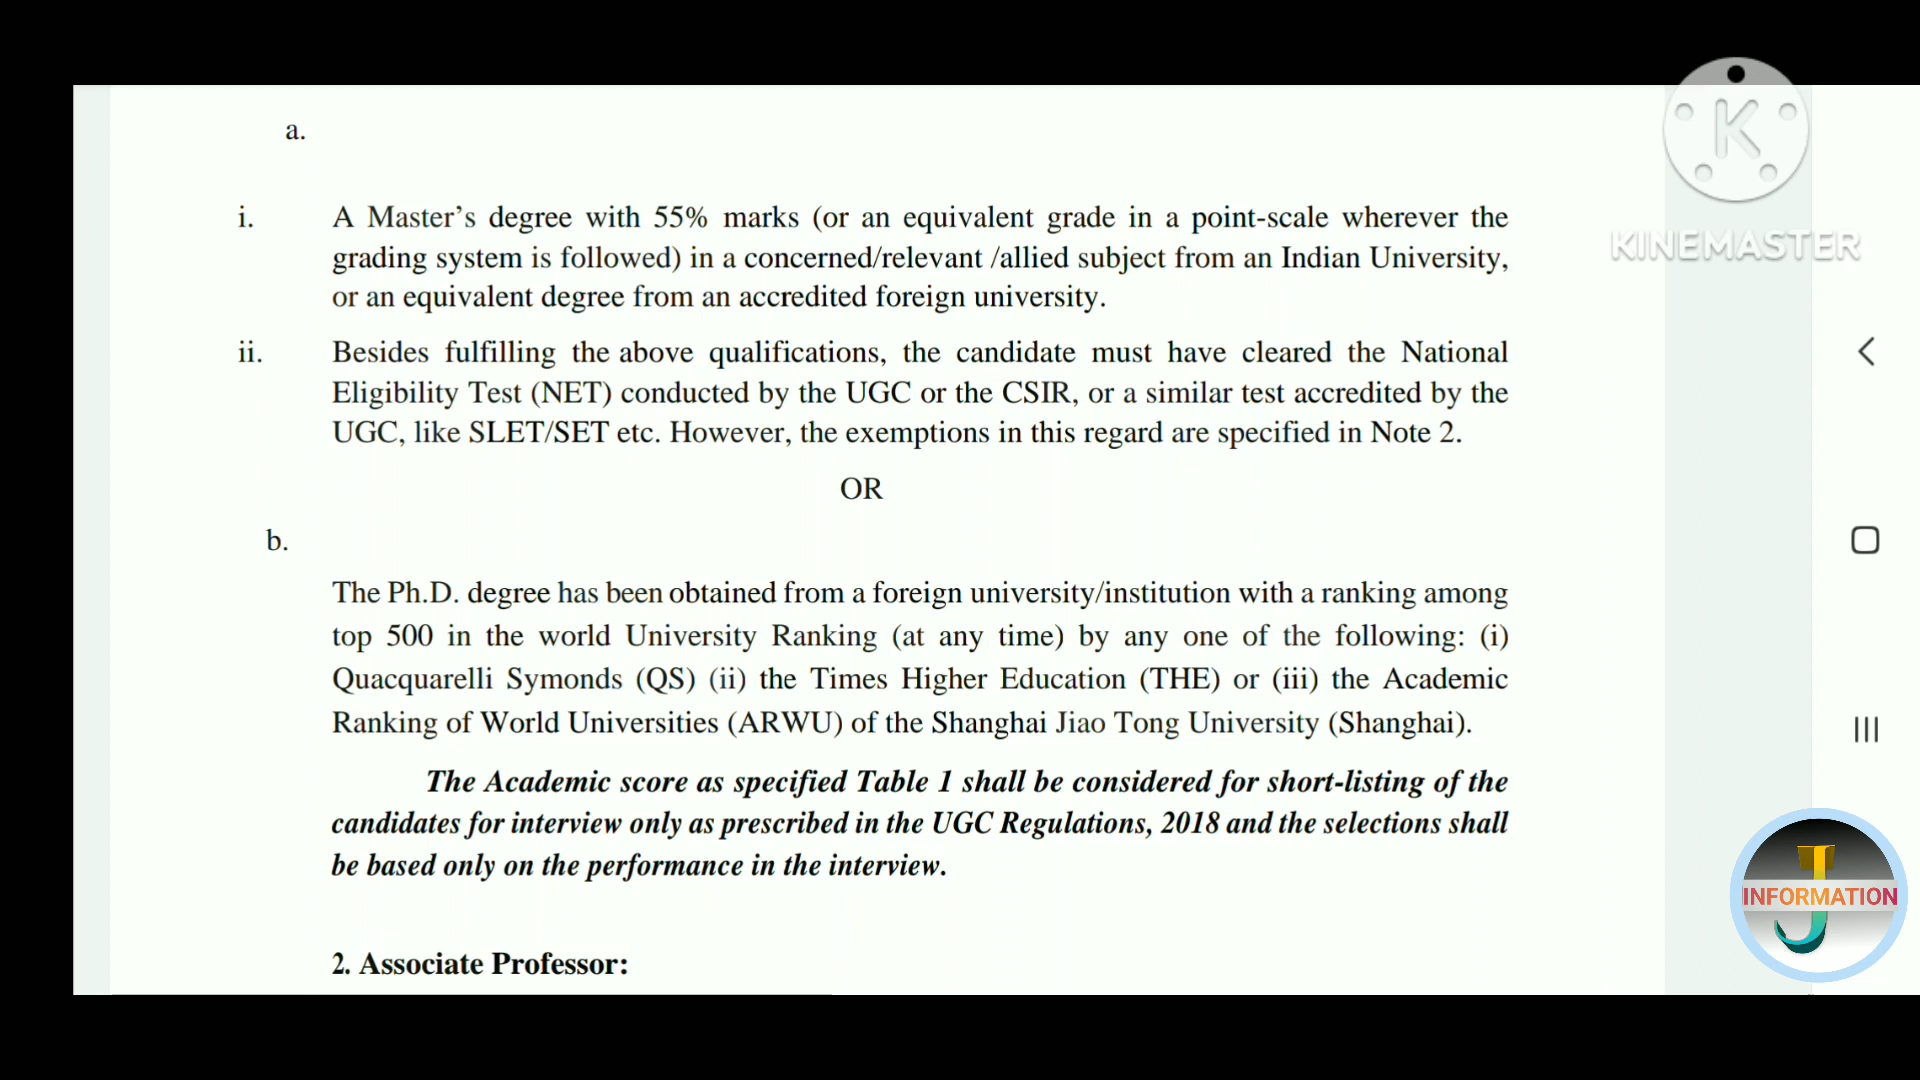 a.
i. A Master’s degree with 55% marks (or an equivalent grade in a point-scale wherever the
grading system is followed) in a concerned/relevant /allied subject from an Indian University,
or an equivalent degree from an accredited foreign university.
ii. Besides fulfilling the above qualifications, the candidate must have cleared the National
Eligibility Test (NET) conducted by the UGC or the CSIR, or a similar test accredited by the
UGC, like SLET/SET etc. However, the exemptions in this regard are specified in Note 2.
OR
b.
The Ph.D. degree has been obtained from a foreign university/institution with a ranking among
top 500 in the world University Ranking (at any time) by any one of the following: (i)
Quacquarelli Symonds (QS) (ii) the Times Higher Education (THE) or (iii) the Academic
Ranking of World Universities (ARWU) of the Shanghai Jiao Tong University (Shanghai).
The Academic score as specified Table 1 shall be considered for short-listing of the
candidates for interview only as prescribed in the UGC Regulations, 2018 and the selections shall
be based only on the performance in the interview.
2. Associate Professor:
K
KINEMASTER
J
INFORMATION